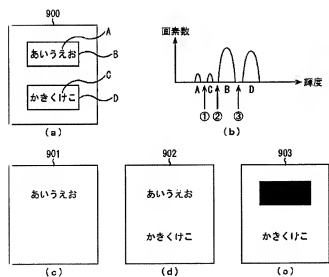 900
A
あいうえお
B
C
かきくけこ
D
(a)
画素数
輝度
A C B D
① ② ③
(b)
901
あいうえお
(c)
902
あいうえお
かきくけこ
(d)
903
かきくけこ
(e)